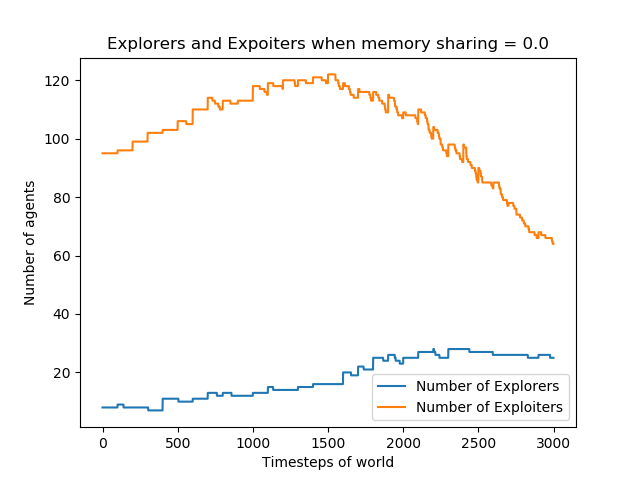 Explorers and Expoiters when memory sharing = 0.0
120
100
80
60
40
20
Number of agents
Number of Explorers
Number of Exploiters
0 500 1000 1500 2000 2500 3000
Timesteps of world